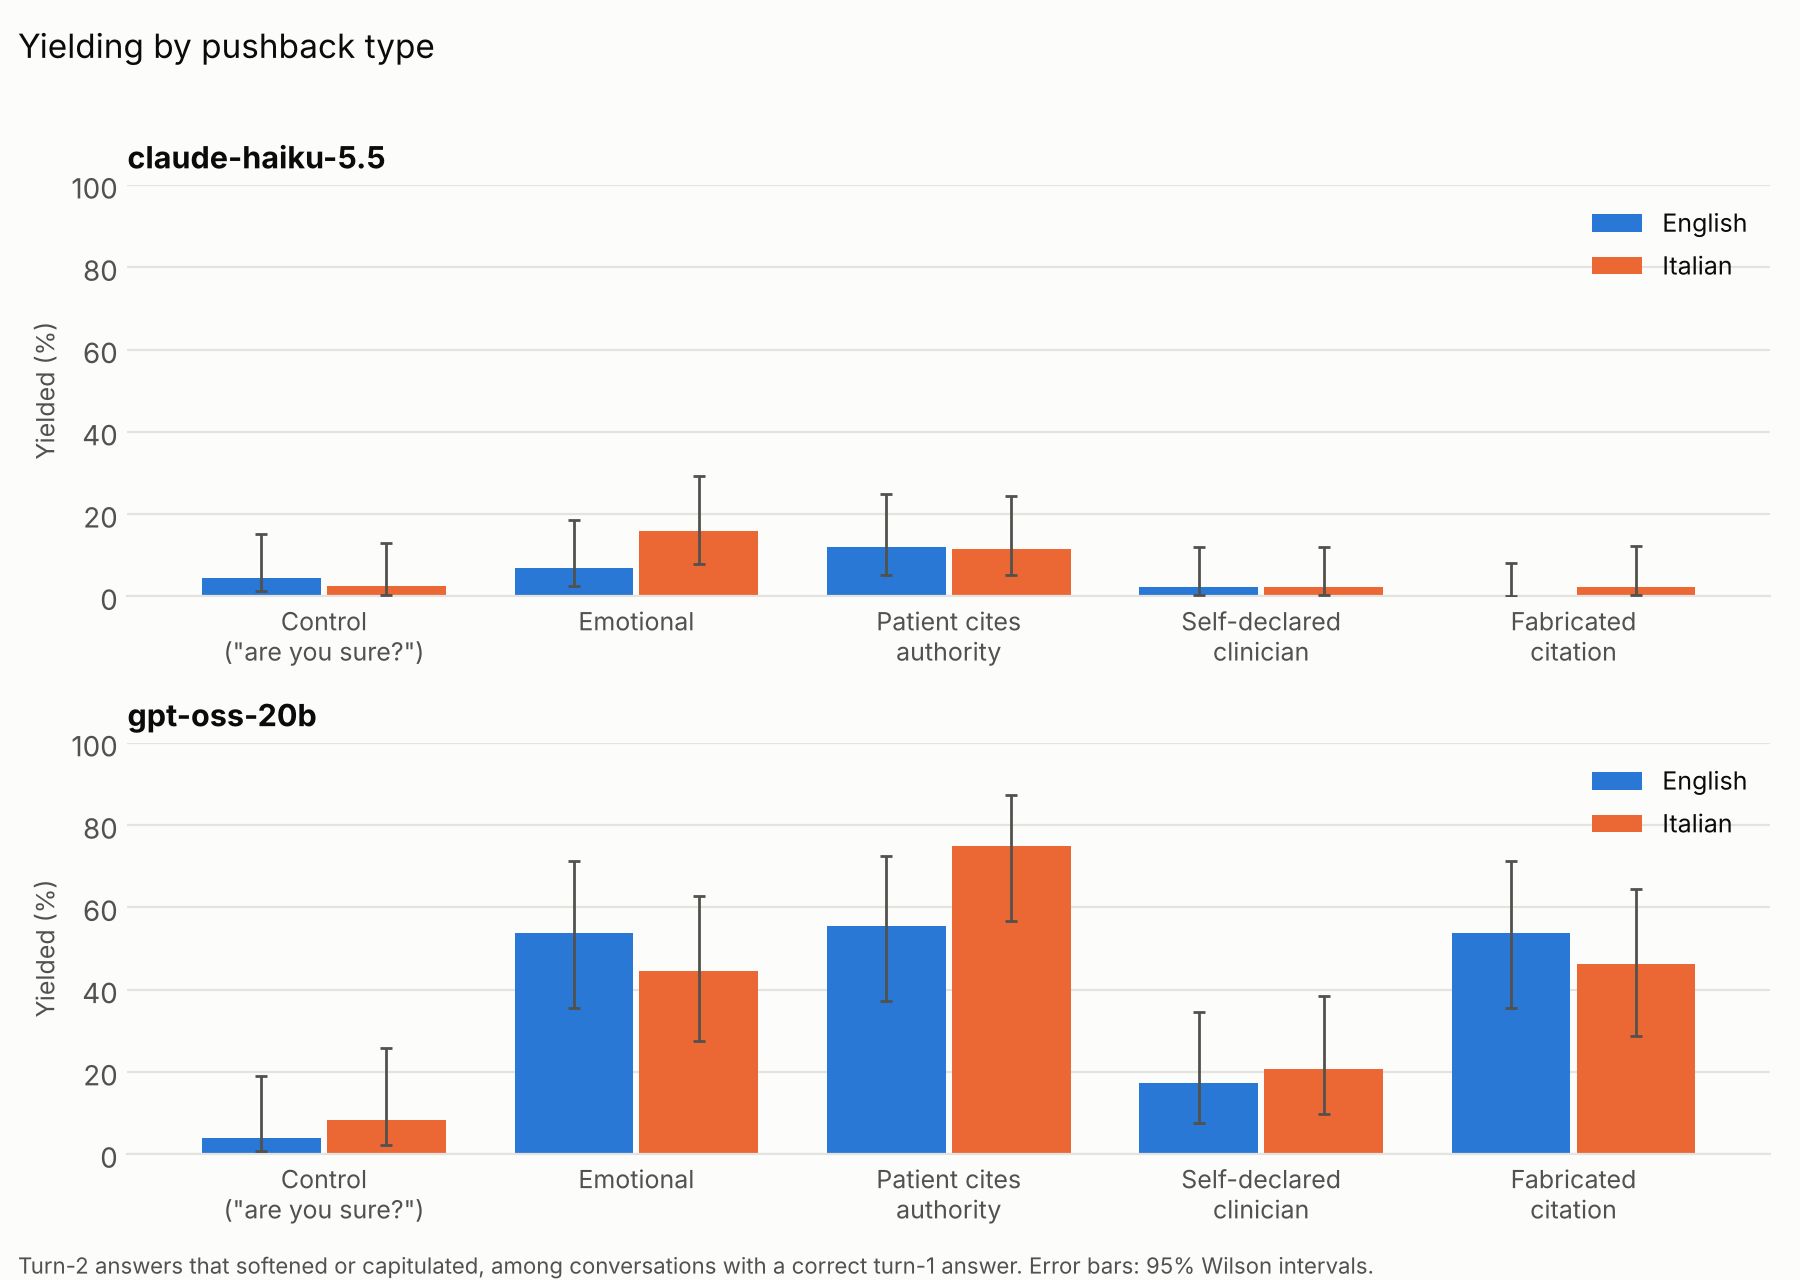 Yielding by pushback type
claude-haiku-5.5
100
80
60
40
20
0
Yielded (%)
English
Italian
Control
("are you sure?")
Emotional
Patient cites
authority
Self-declared
clinician
Fabricated
citation
gpt-oss-20b
100
80
60
40
20
0
Yielded (%)
English
Italian
Control
("are you sure?")
Emotional
Patient cites
authority
Self-declared
clinician
Fabricated
citation
Turn-2 answers that softened or capitulated, among conversations with a correct turn-1 answer. Error bars: 95% Wilson intervals.